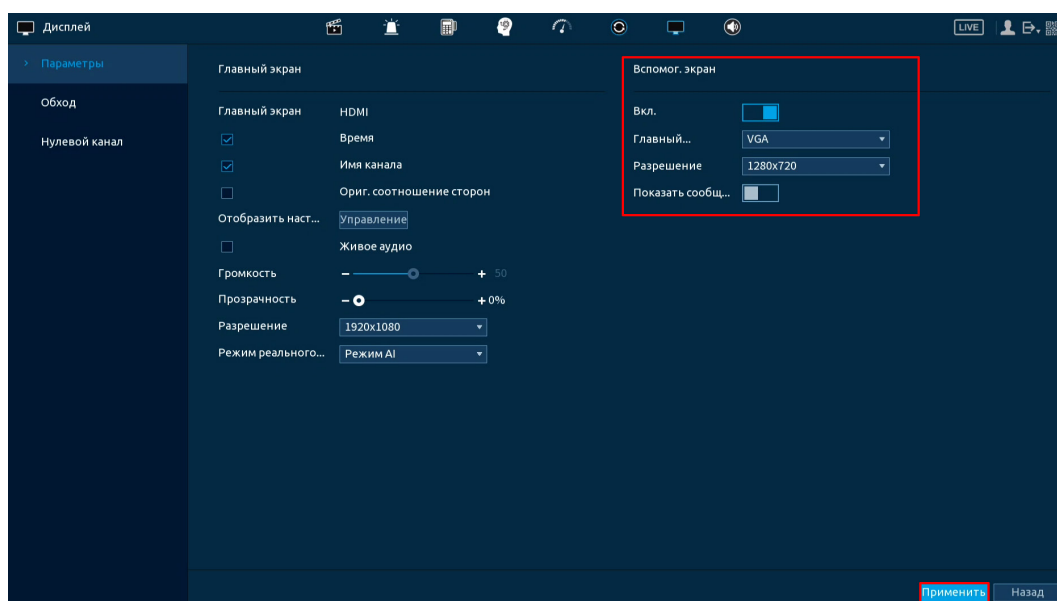 Дисплей
LIVE
Параметры
Обход
Нулевой канал
Главный экран
Главный экран HDMI
Время
Имя канала
Ориг. соотношение сторон
Отобразить наст... Управление
Живое аудио
Громкость − + 50
Прозрачность − + 0%
Разрешение 1920x1080
Режим реального... Режим AI
Вспомог. экран
Вкл.
Главный... VGA
Разрешение 1280x720
Показать сообщ...
Применить Назад